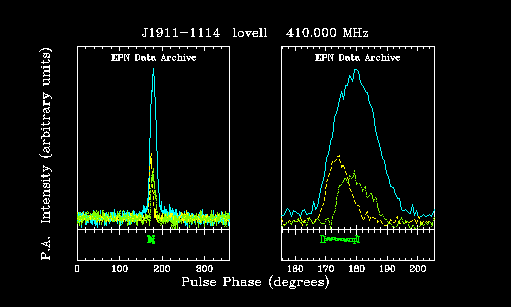 J1911-1114 lovell 410.000 MHz
EPN Data Archive EPN Data Archive
P.A. Intensity (arbitrary units)
0 100 200 300 160 170 180 190 200
Pulse Phase (degrees)